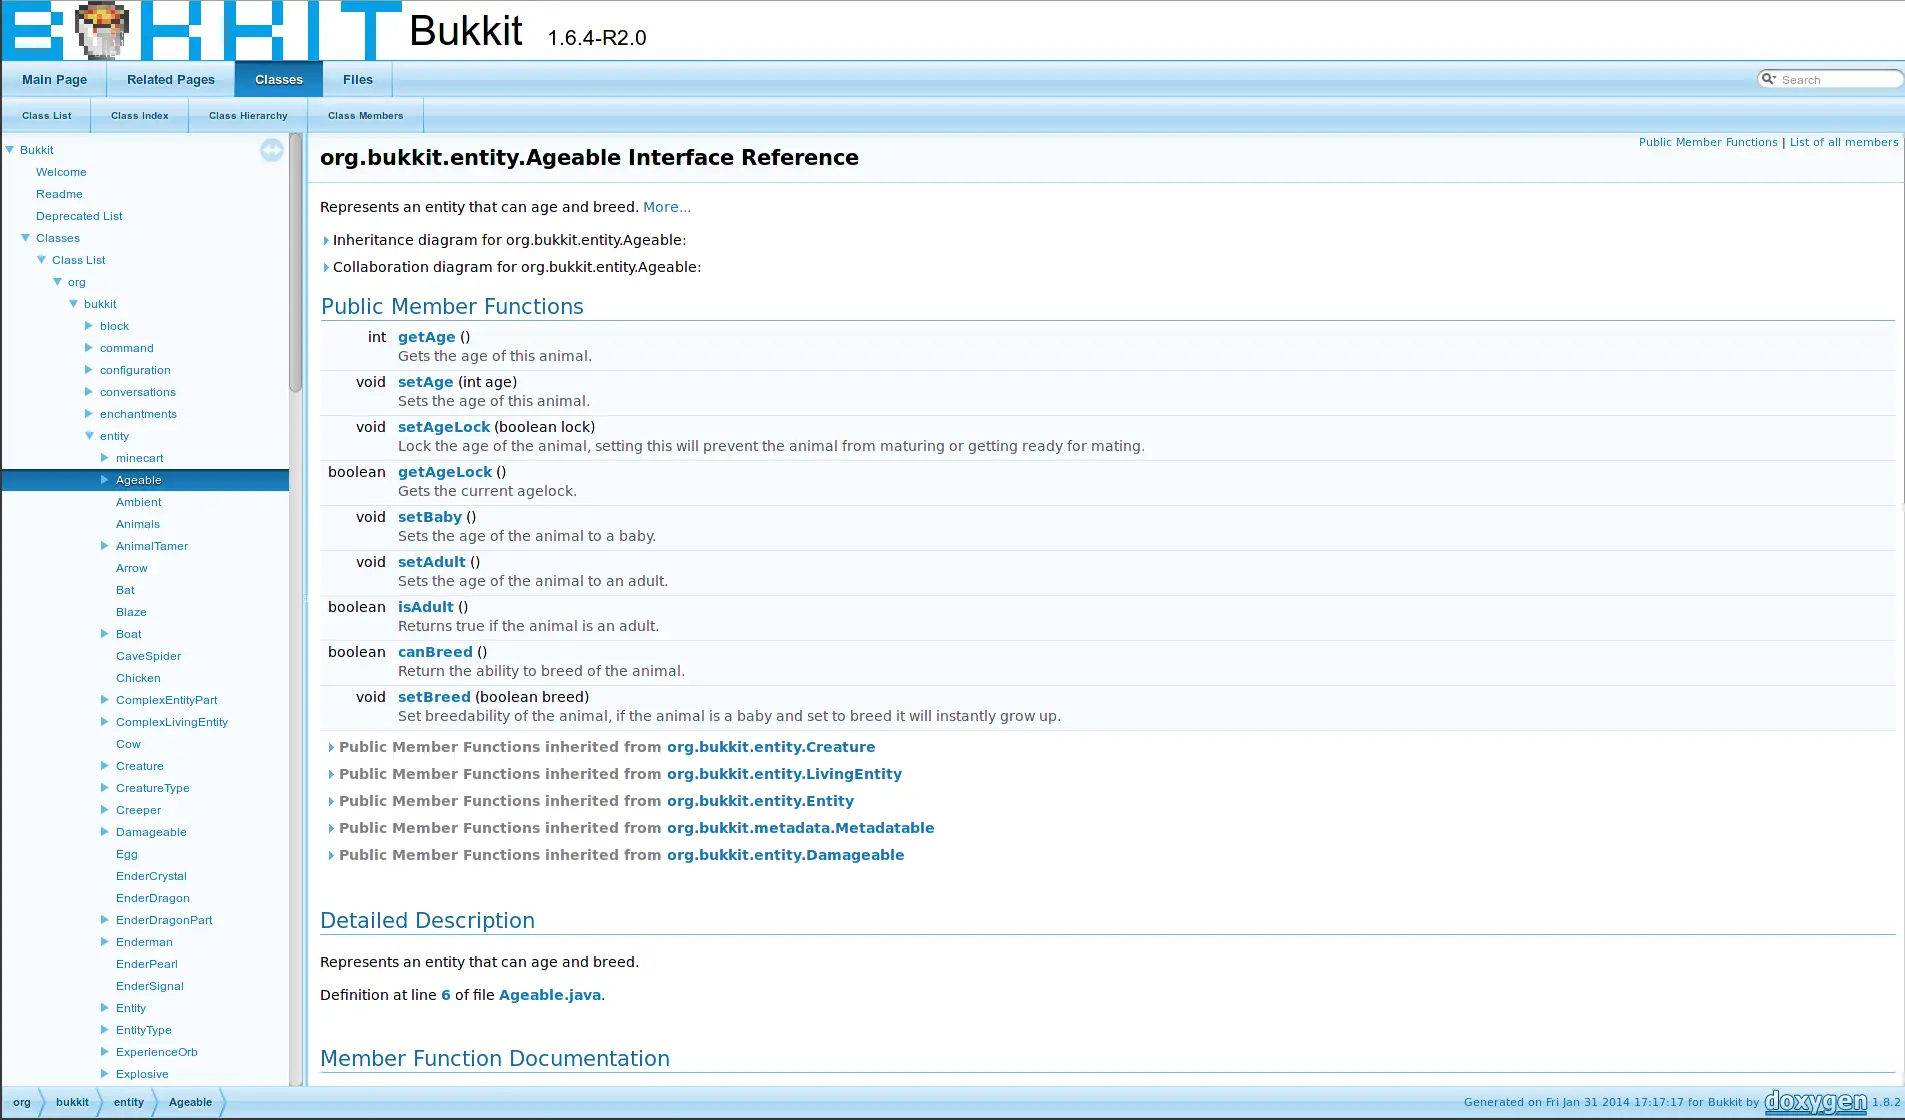 BUKKIT Bukkit 1.6.4-R2.0
Main Page Related Pages Classes Files Search
Class List Class Index Class Hierarchy Class Members
Bukkit
Welcome
Readme
Deprecated List
Classes
Class List
org
bukkit
block
command
configuration
conversations
enchantments
entity
minecart
Ageable
Ambient
Animals
AnimalTamer
Arrow
Bat
Blaze
Boat
CaveSpider
Chicken
ComplexEntityPart
ComplexLivingEntity
Cow
Creature
CreatureType
Creeper
Damageable
Egg
EnderCrystal
EnderDragon
EnderDragonPart
Enderman
EnderPearl
EnderSignal
Entity
EntityType
ExperienceOrb
Explosive
Public Member Functions | List of all members
org.bukkit.entity.Ageable Interface Reference
Represents an entity that can age and breed. More...
Inheritance diagram for org.bukkit.entity.Ageable:
Collaboration diagram for org.bukkit.entity.Ageable:
Public Member Functions
int getAge ()
Gets the age of this animal.
void setAge (int age)
Sets the age of this animal.
void setAgeLock (boolean lock)
Lock the age of the animal, setting this will prevent the animal from maturing or getting ready for mating.
boolean getAgeLock ()
Gets the current agelock.
void setBaby ()
Sets the age of the animal to a baby.
void setAdult ()
Sets the age of the animal to an adult.
boolean isAdult ()
Returns true if the animal is an adult.
boolean canBreed ()
Return the ability to breed of the animal.
void setBreed (boolean breed)
Set breedability of the animal, if the animal is a baby and set to breed it will instantly grow up.
Public Member Functions inherited from org.bukkit.entity.Creature
Public Member Functions inherited from org.bukkit.entity.LivingEntity
Public Member Functions inherited from org.bukkit.entity.Entity
Public Member Functions inherited from org.bukkit.metadata.Metadatable
Public Member Functions inherited from org.bukkit.entity.Damageable
Detailed Description
Represents an entity that can age and breed.
Definition at line 6 of file Ageable.java.
Member Function Documentation
org bukkit entity Ageable
Generated on Fri Jan 31 2014 17:17:17 for Bukkit by doxygen 1.8.2